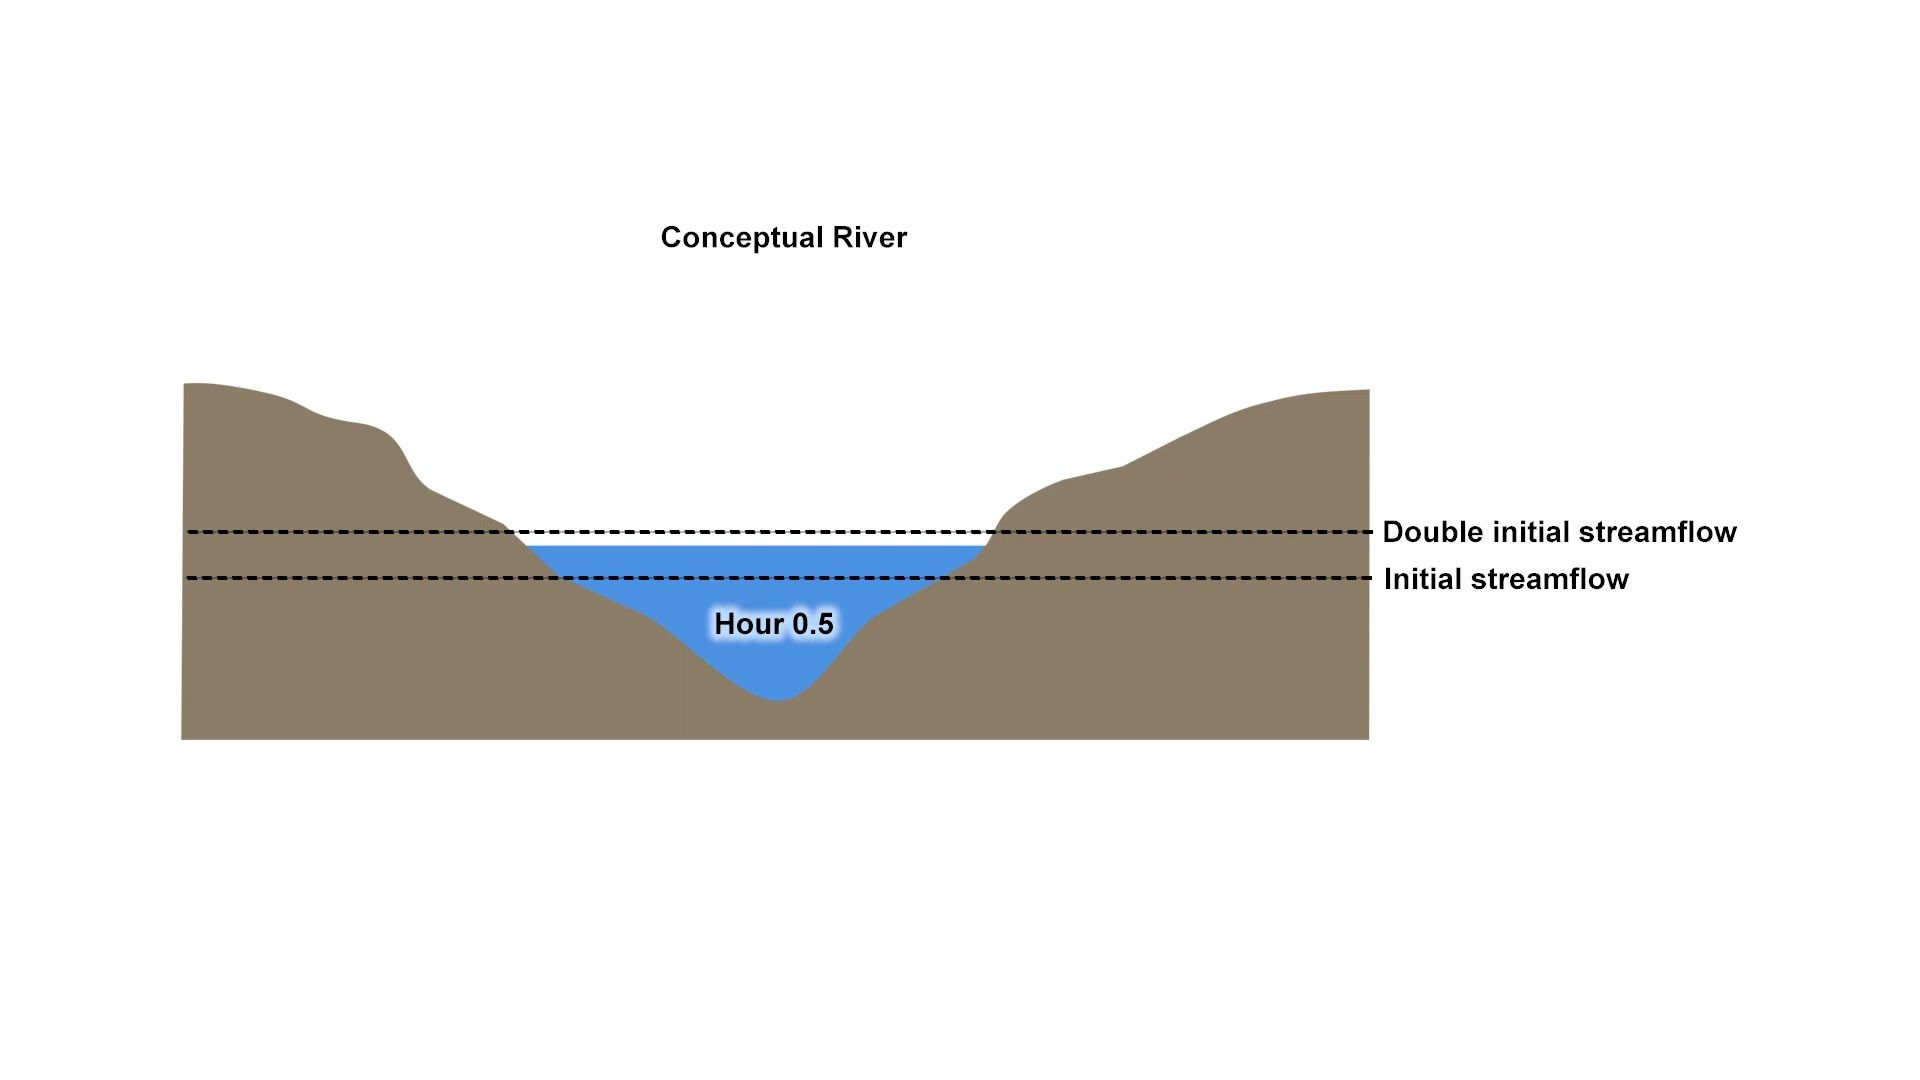 Conceptual River
Double initial streamflow
Initial streamflow
Hour 0.5